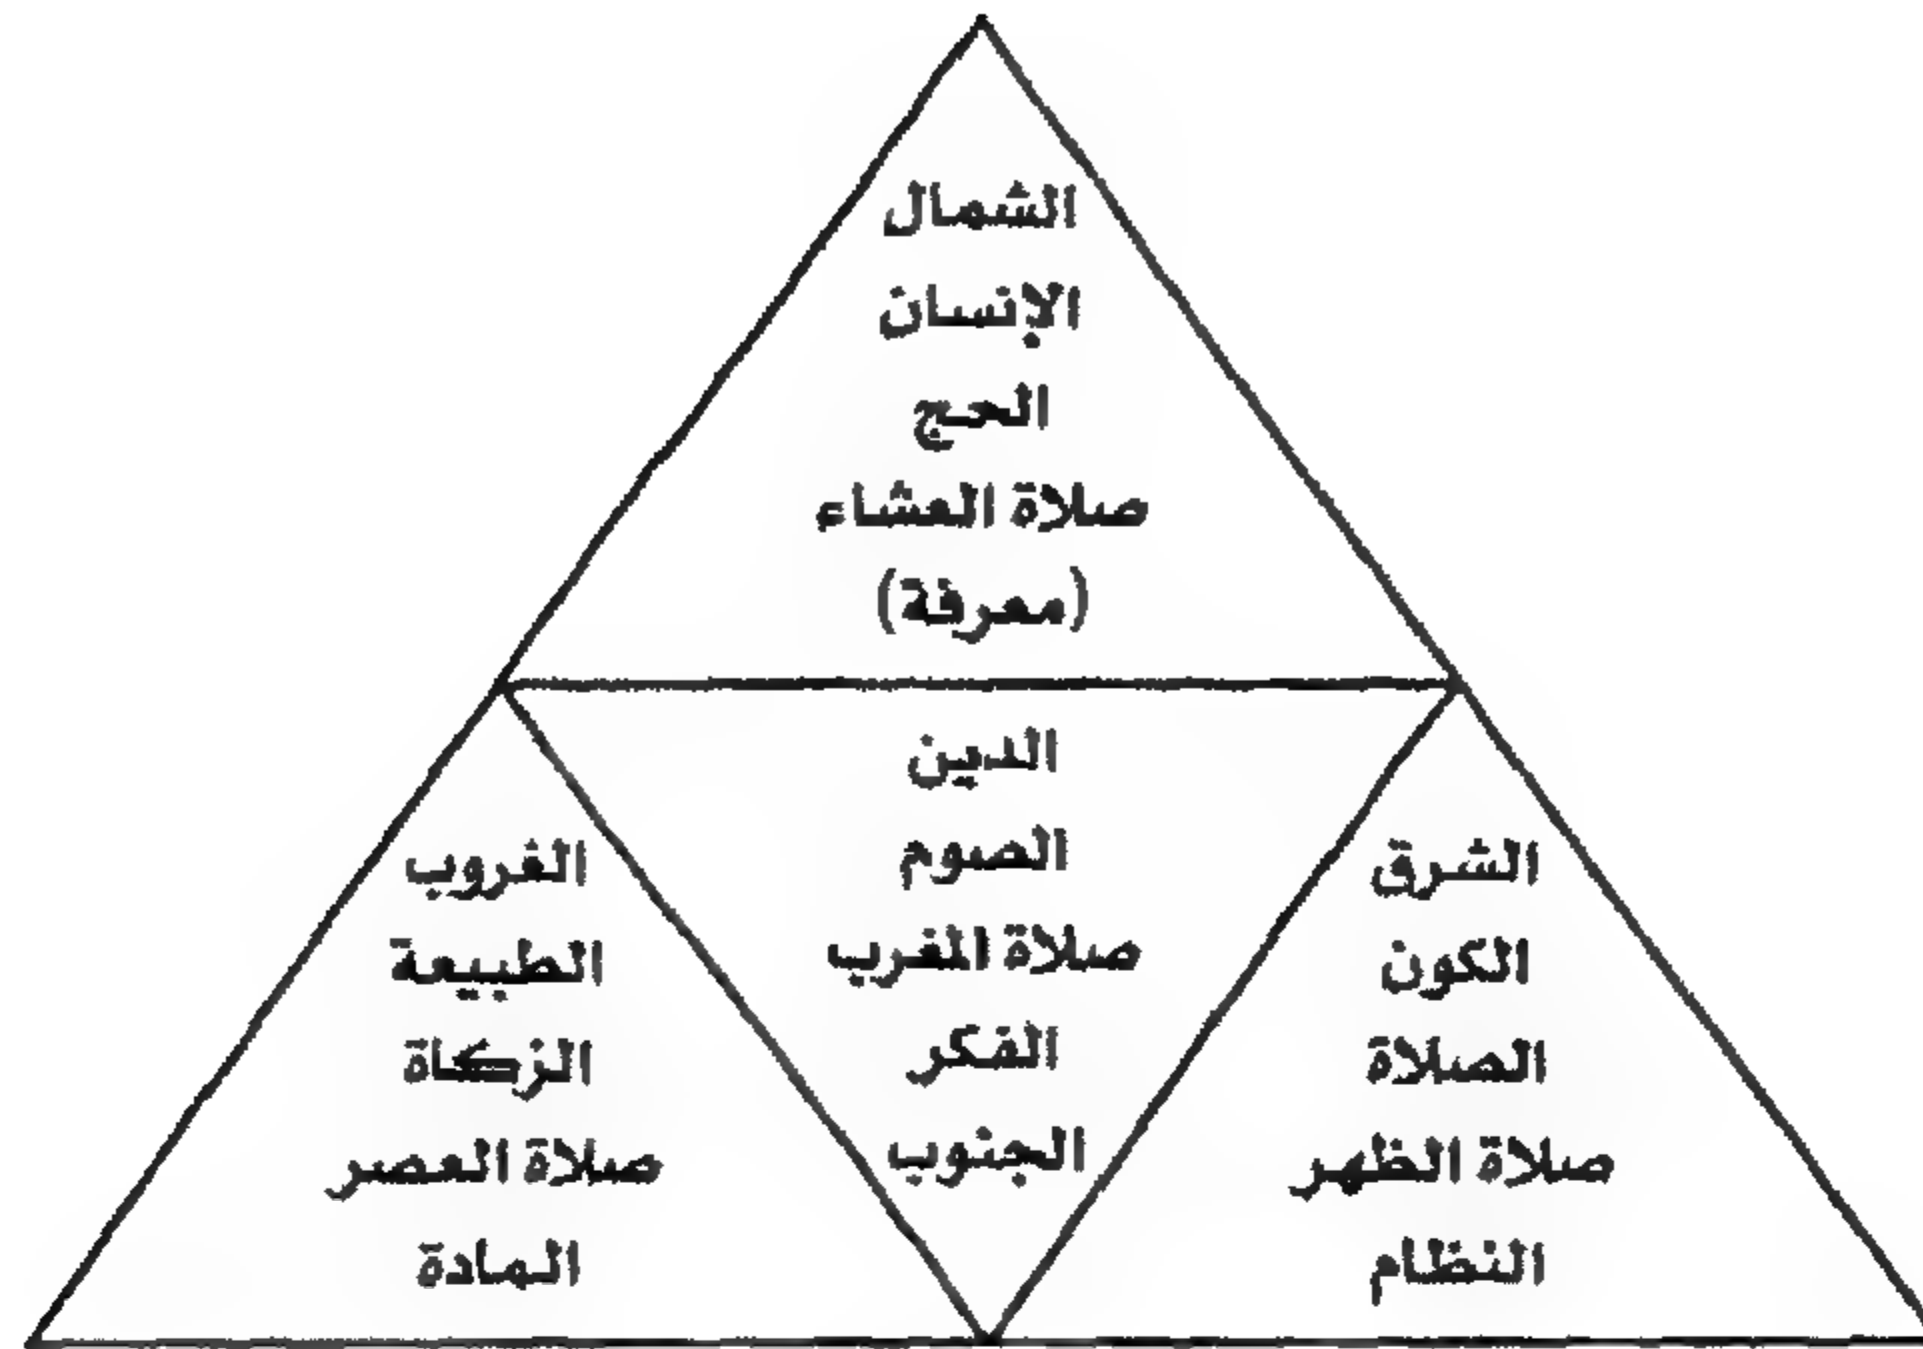 الشمال
الإنسان
الحج
صلاة العشاء
(معرفة)
الدين
الصوم
صلاة المغرب
الفكر
الجنوب
الشرق
الكون
الصلاة
صلاة الظهر
النظام
الغروب
الطبيعة
الزكاة
صلاة العصر
المادة